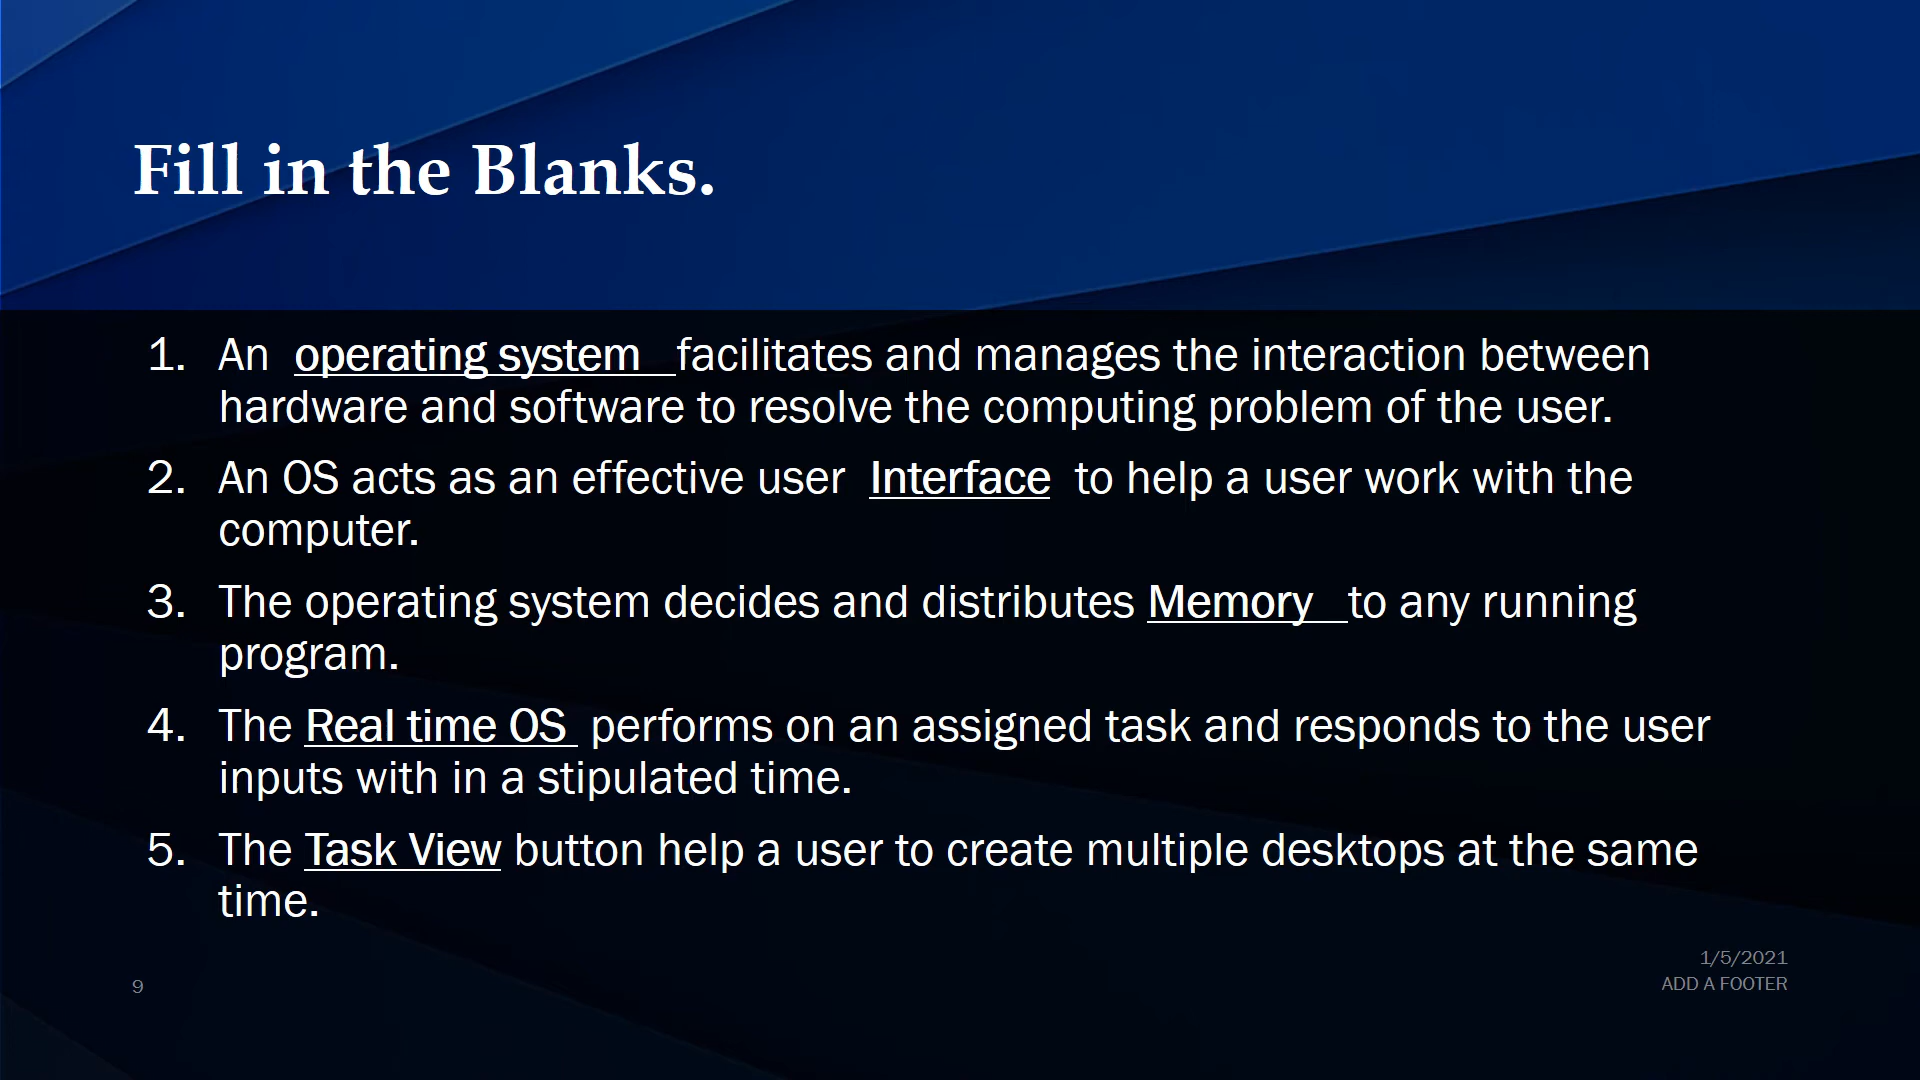 Fill in the Blanks.
1. An operating system facilitates and manages the interaction between
hardware and software to resolve the computing problem of the user.
2. An OS acts as an effective user Interface to help a user work with the
computer.
3. The operating system decides and distributes Memory to any running
program.
4. The Real time OS performs on an assigned task and responds to the user
inputs with in a stipulated time.
5. The Task View button help a user to create multiple desktops at the same
time.
1/5/2021
9
ADD A FOOTER